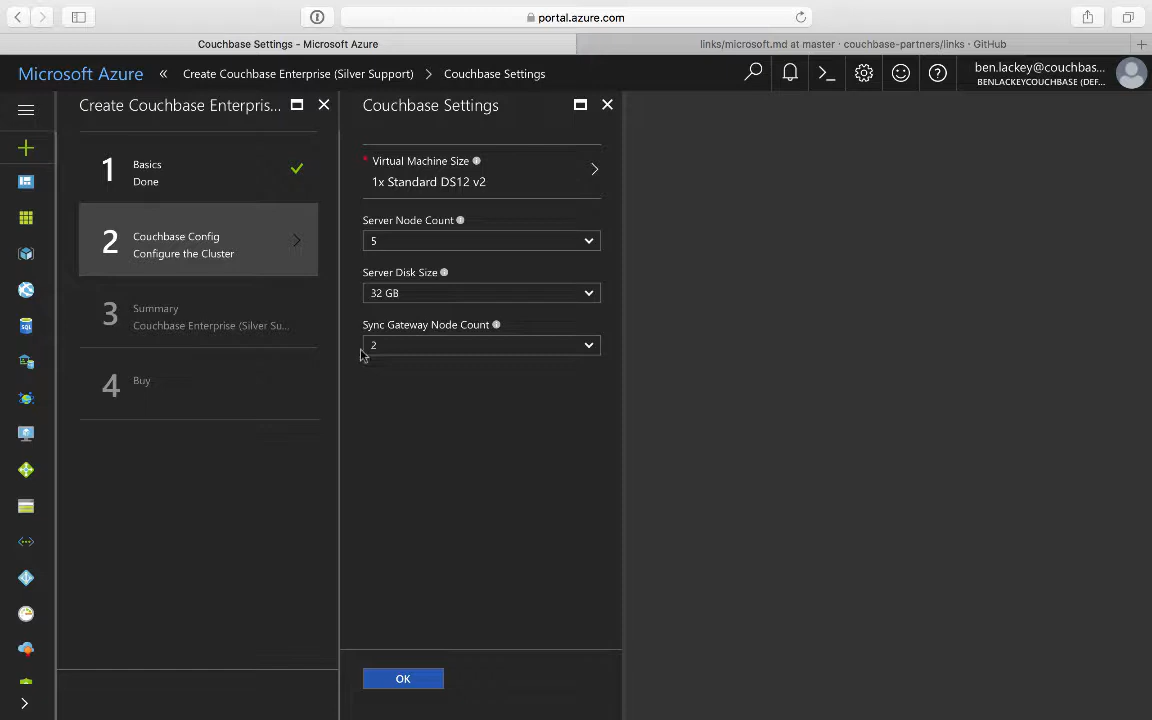 portal.azure.com
Couchbase Settings - Microsoft Azure
links/microsoft.md at master · couchbase-partners/links · GitHub
Microsoft Azure
Create Couchbase Enterprise (Silver Support)
Couchbase Settings
ben.lackey@couchbas...
BENLACKEYCOUCHBASE (DEF...
Create Couchbase Enterpris...
1
Basics
Done
2
Couchbase Config
Configure the Cluster
3
Summary
Couchbase Enterprise (Silver Su...
4
Buy
Couchbase Settings
* Virtual Machine Size
1x Standard DS12 v2
Server Node Count
5
Server Disk Size
32 GB
Sync Gateway Node Count
2
OK
SQL